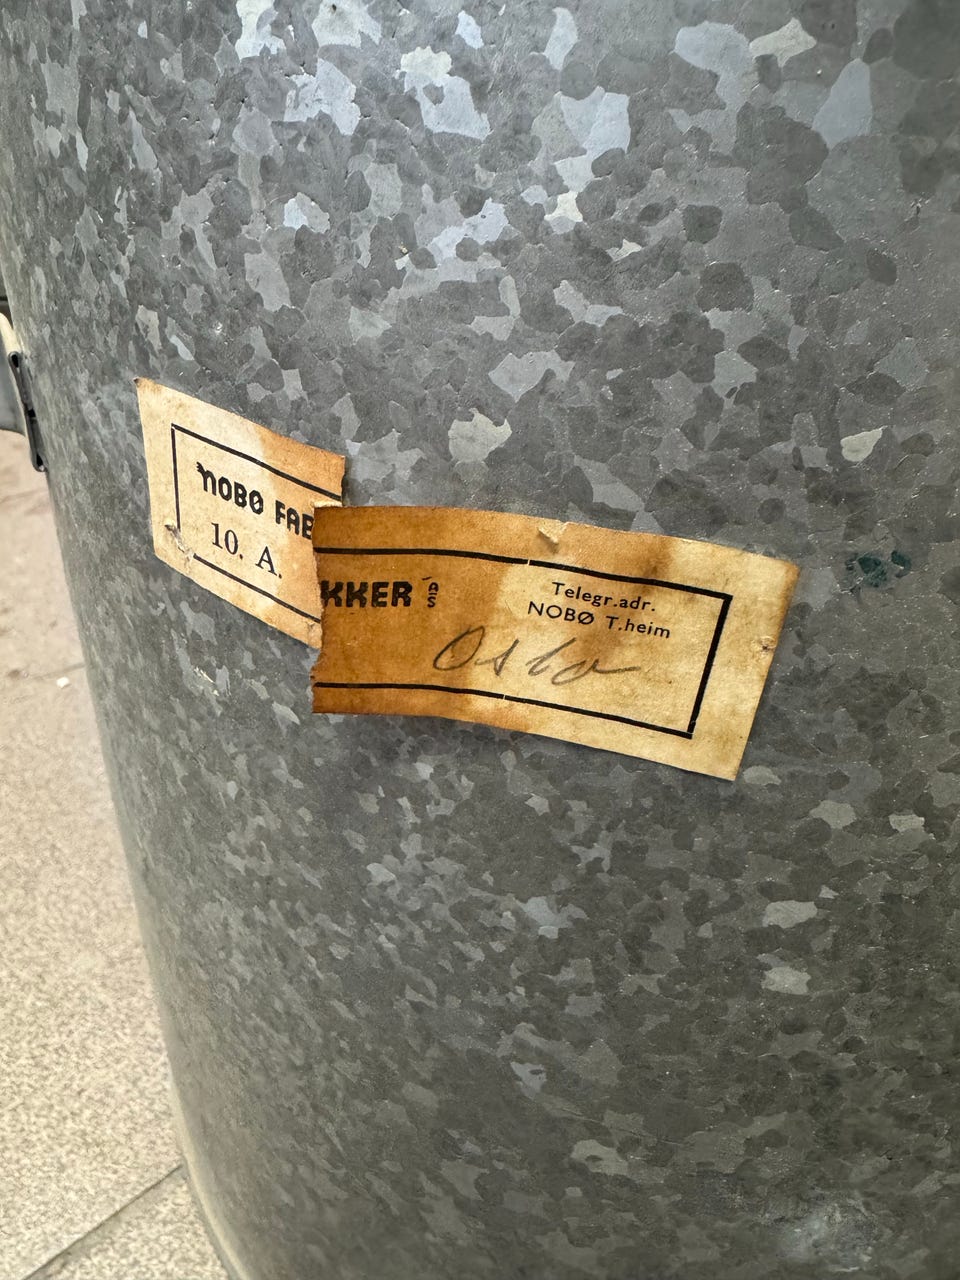 NOBØ FAB
10. A.
KKER A/S
Telegr.adr.
NOBØ T.heim
Oslo